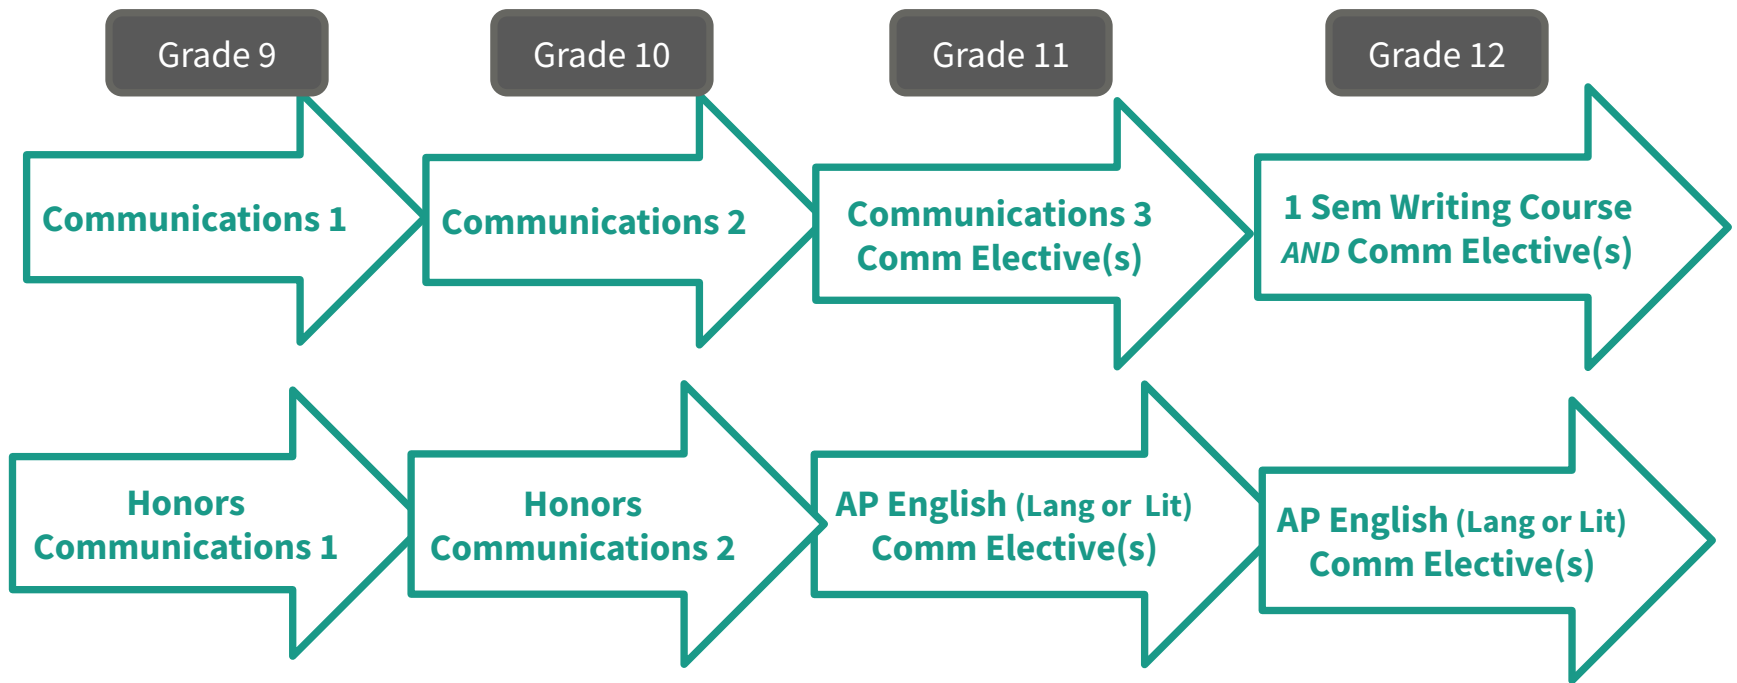 Grade 9
Grade 10
Grade 11
Grade 12
Communications 1
Communications 2
Communications 3
Comm Elective(s)
1 Sem Writing Course
AND Comm Elective(s)
Honors
Communications 1
Honors
Communications 2
AP English (Lang or Lit)
Comm Elective(s)
AP English (Lang or Lit)
Comm Elective(s)